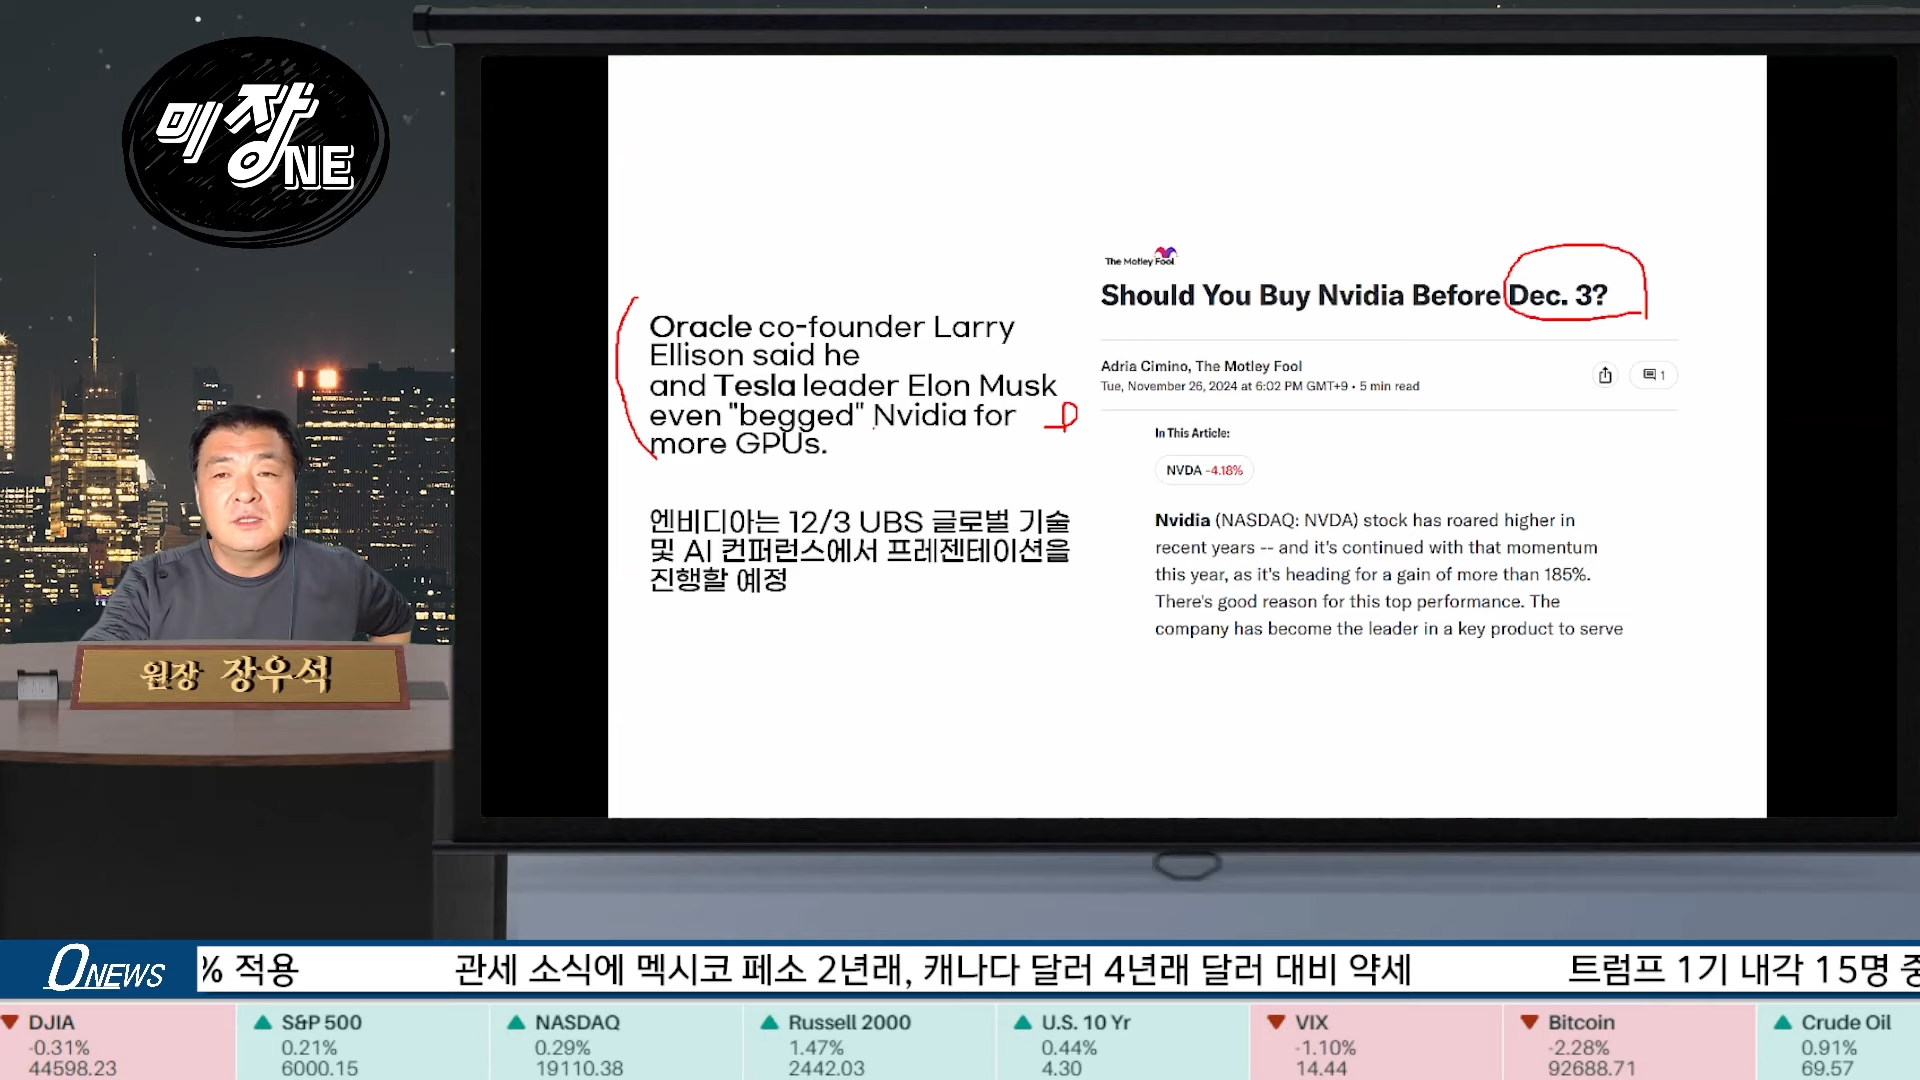 미장
ONE
The Motley Fool
Should You Buy Nvidia Before Dec. 3?
Adria Cimino, The Motley Fool
Tue, November 26, 2024 at 6:02 PM GMT+9 • 5 min read
1
In This Article:
NVDA -4.18%
Nvidia (NASDAQ: NVDA) stock has roared higher in
recent years -- and it's continued with that momentum
this year, as it's heading for a gain of more than 185%.
There's good reason for this top performance. The
company has become the leader in a key product to serve
Oracle co-founder Larry
Ellison said he
and Tesla leader Elon Musk
even "begged" Nvidia for
more GPUs.
엔비디아는 12/3 UBS 글로벌 기술
및 AI 컨퍼런스에서 프레젠테이션을
진행할 예정
원장 장우석
ONEWS
% 적용 관세 소식에 멕시코 페소 2년래, 캐나다 달러 4년래 달러 대비 약세 트럼프 1기 내각 15명 중
DJIA
-0.31%
44598.23
S&P 500
0.21%
6000.15
NASDAQ
0.29%
19110.38
Russell 2000
1.47%
2442.03
U.S. 10 Yr
0.44%
4.30
VIX
-1.10%
14.44
Bitcoin
-2.28%
92688.71
Crude Oil
0.91%
69.57